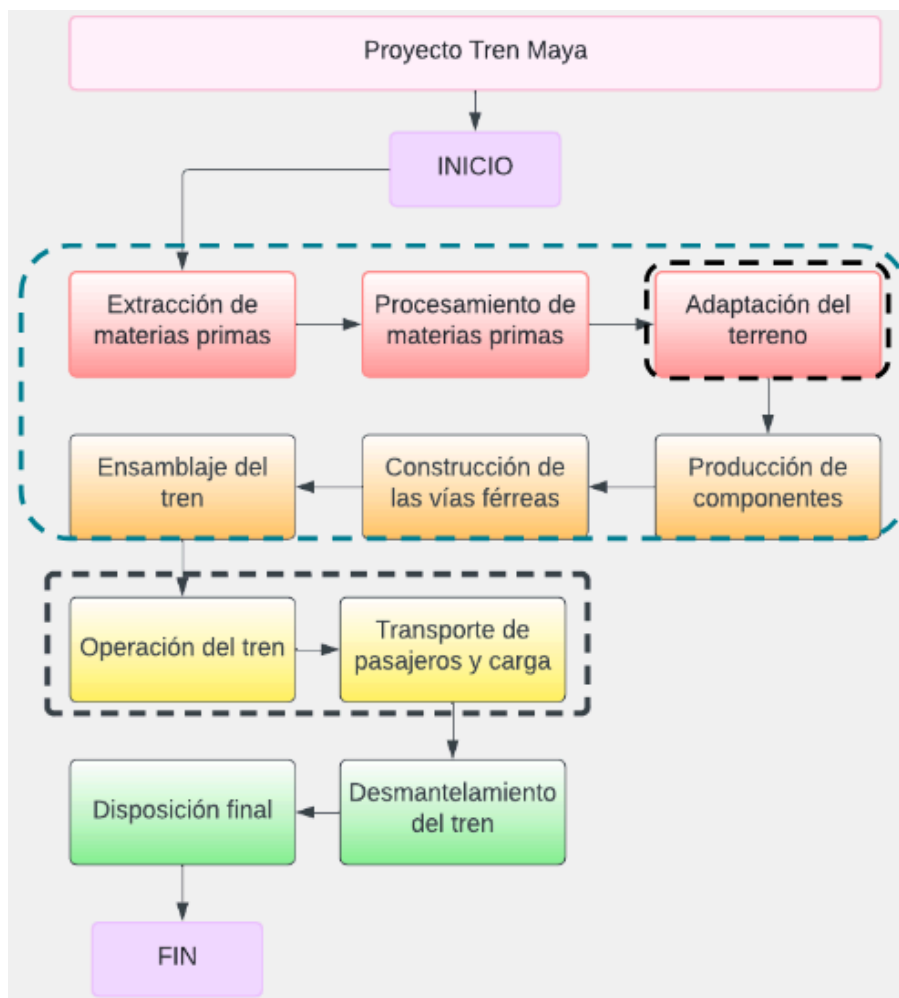 Proyecto Tren Maya
INICIO
Extracción de
materias primas
Procesamiento de
materias primas
Adaptación del
terreno
Producción de
componentes
Construcción de
las vías férreas
Ensamblaje del
tren
Operación del tren
Transporte de
pasajeros y carga
Desmantelamiento
del tren
Disposición final
FIN